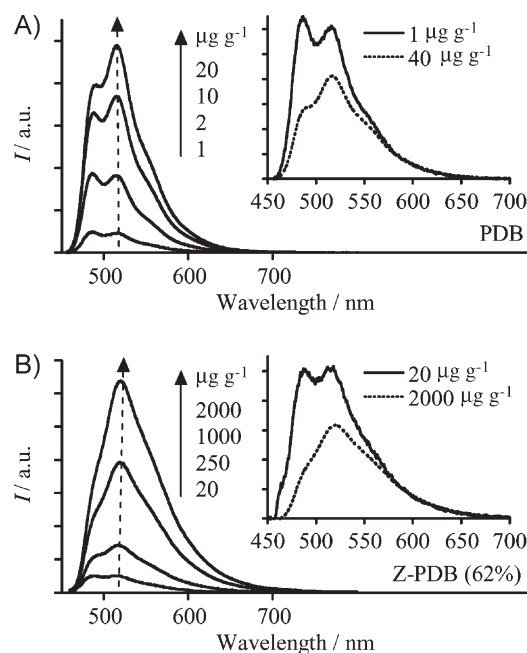 A)
I / a.u.
μg g⁻¹
20
10
2
1
1 μg g⁻¹
40 μg g⁻¹
450 500 550 600 650 700
PDB
500 600 700
Wavelength / nm
B)
I / a.u.
μg g⁻¹
2000
1000
250
20
20 μg g⁻¹
2000 μg g⁻¹
450 500 550 600 650 700
Z-PDB (62%)
500 600 700
Wavelength / nm